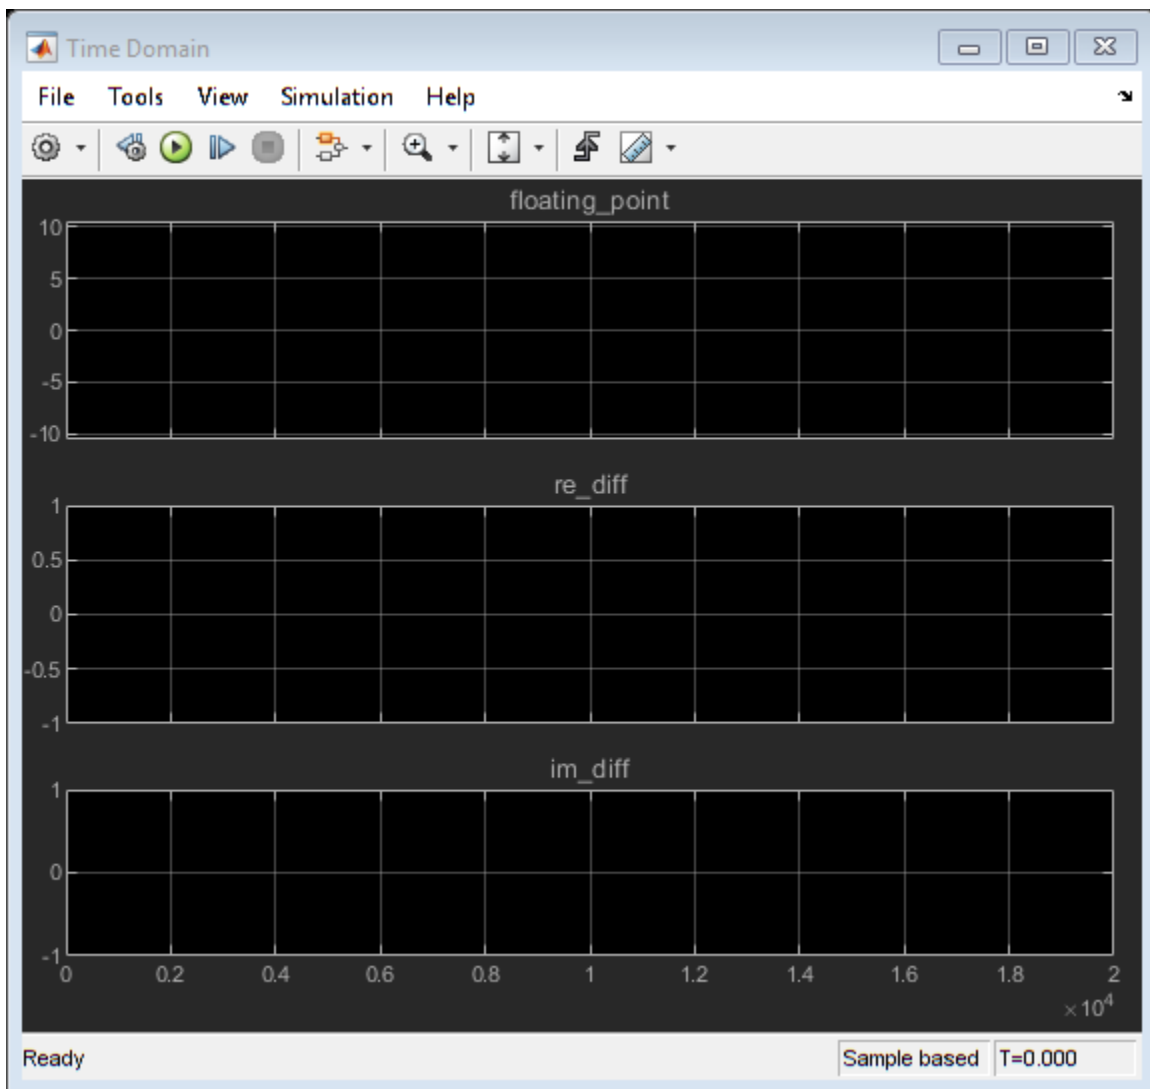 Time Domain
File Tools View Simulation Help
floating_point
10
5
0
-5
-10
re_diff
1
0.5
0
-0.5
-1
im_diff
1
0
-1
0 0.2 0.4 0.6 0.8 1 1.2 1.4 1.6 1.8 2
×10⁴
Ready Sample based T=0.000